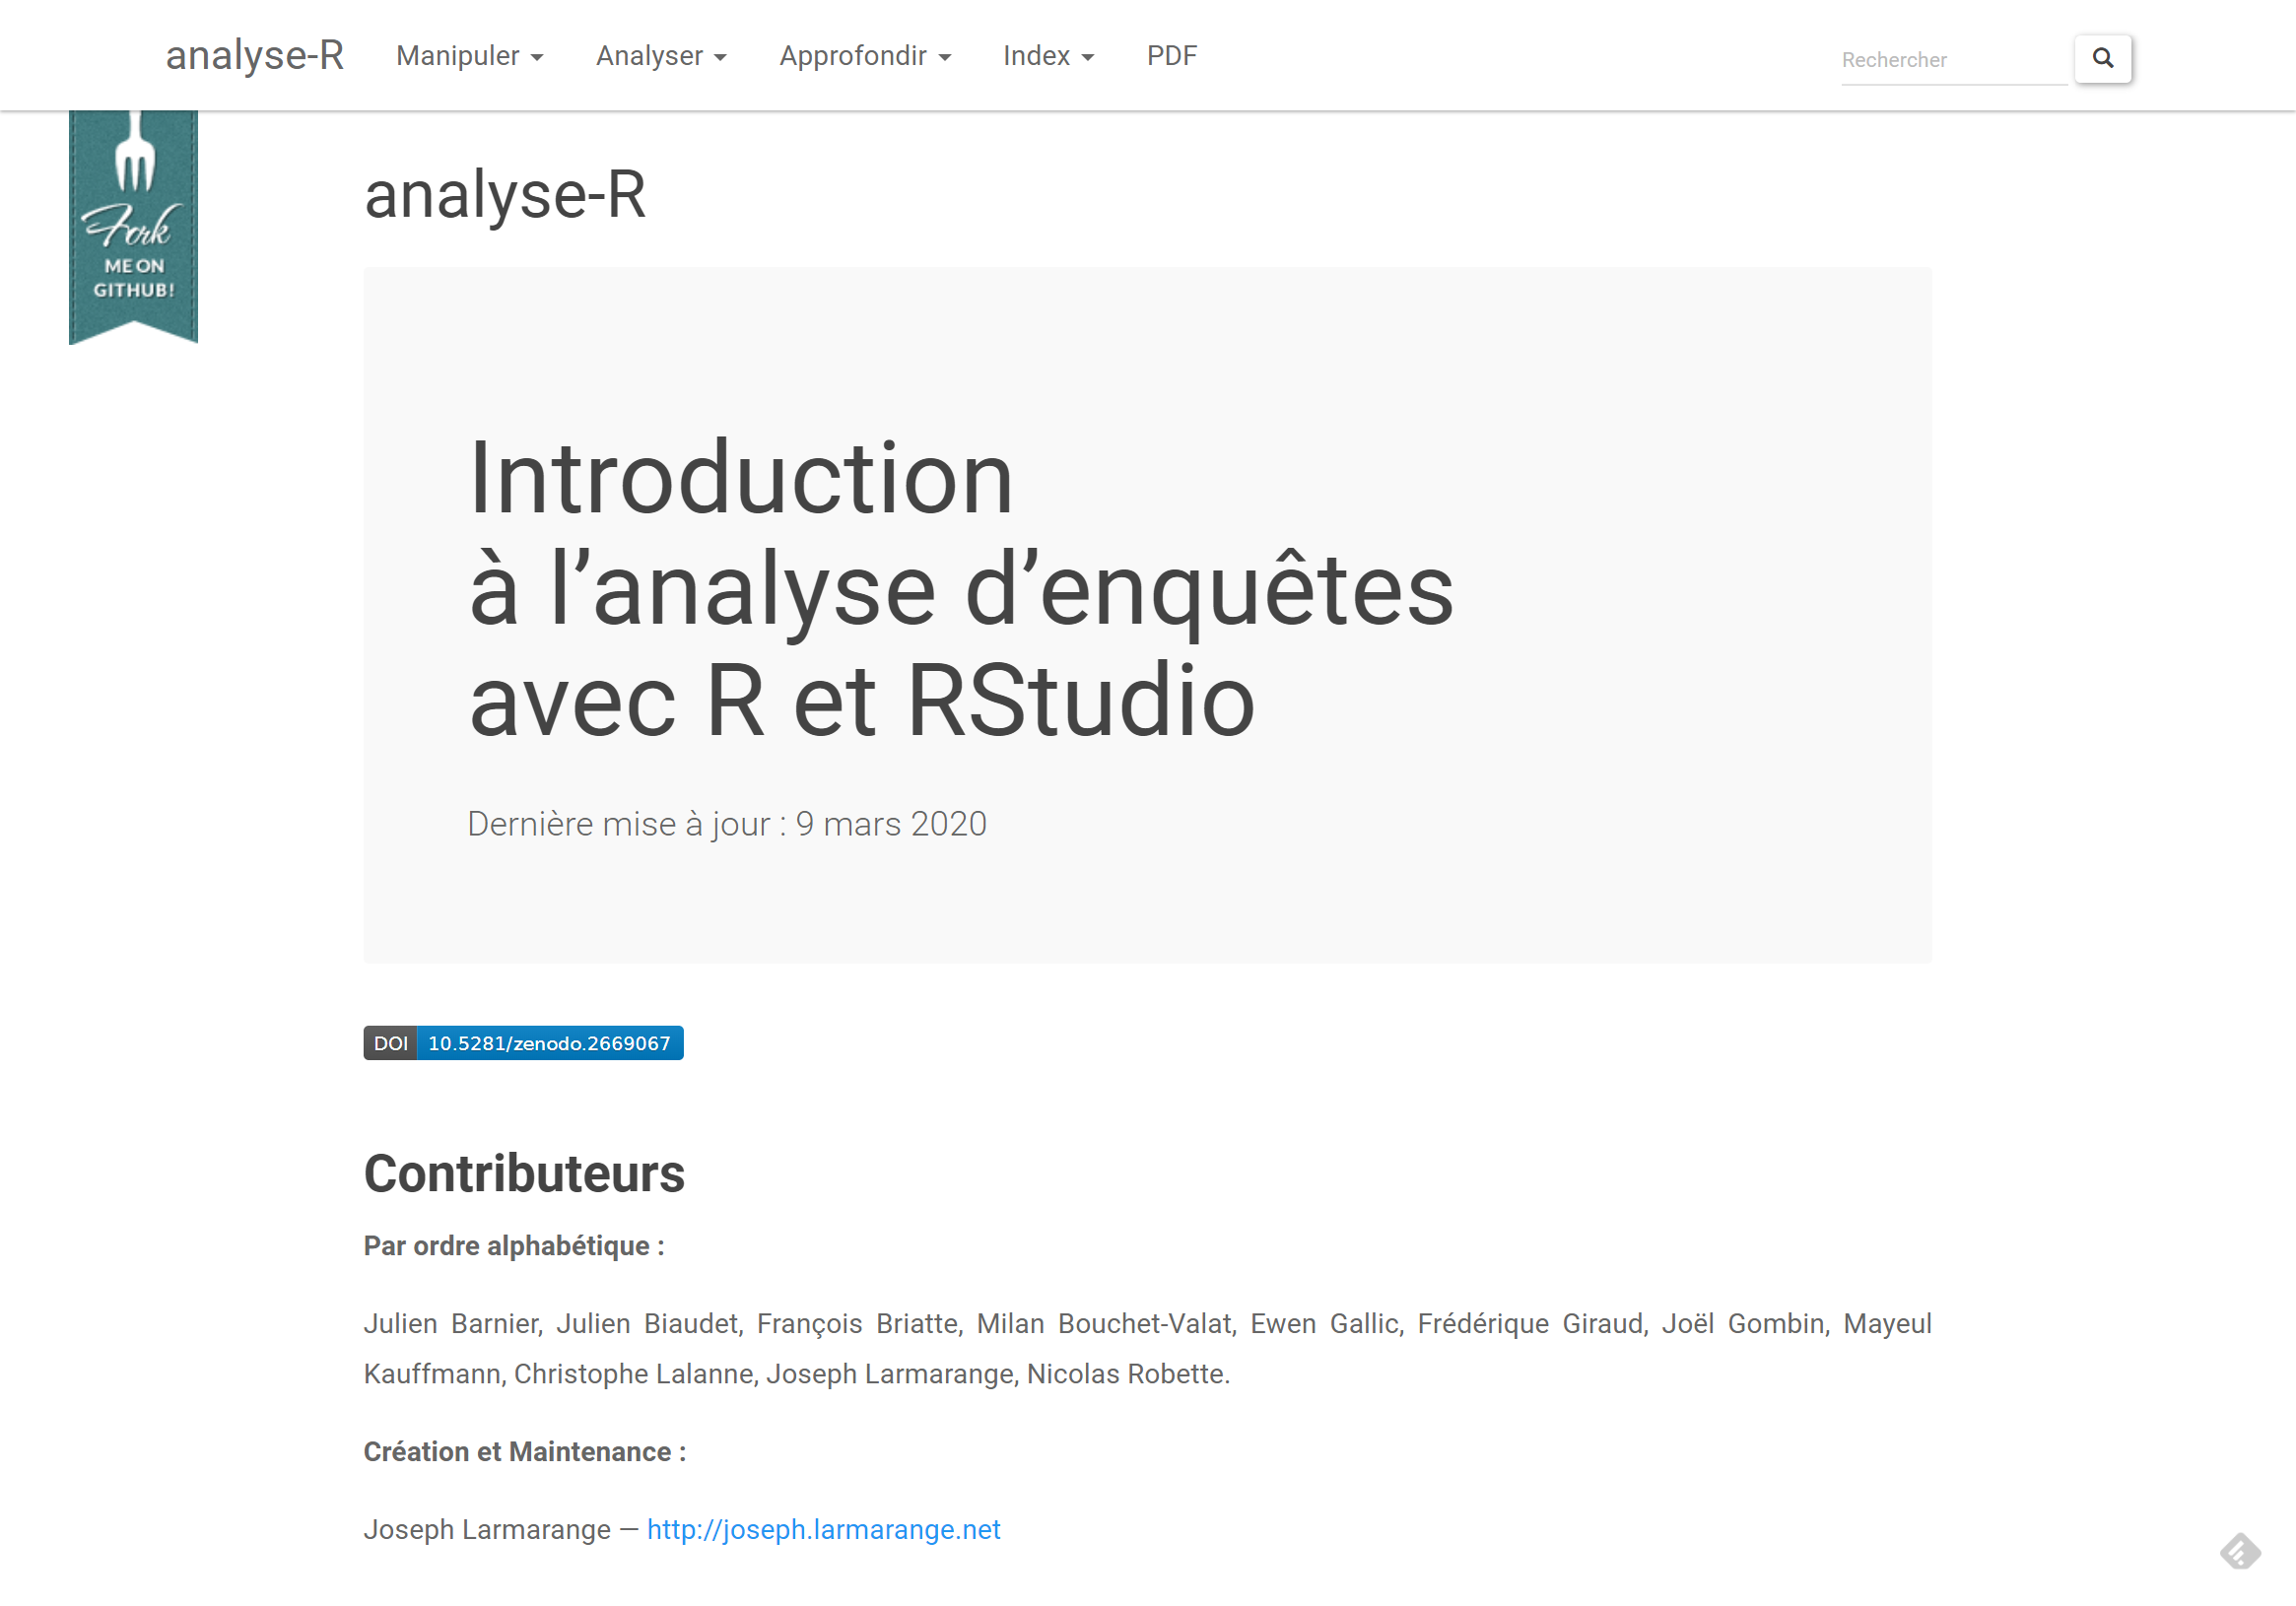 analyse-R Manipuler Analyser Approfondir Index PDF Rechercher
Fork
ME ON
GITHUB!
analyse-R
Introduction
à l’analyse d’enquêtes
avec R et RStudio
Dernière mise à jour : 9 mars 2020
DOI 10.5281/zenodo.2669067
Contributeurs
Par ordre alphabétique :
Julien Barnier, Julien Biaudet, François Briatte, Milan Bouchet-Valat, Ewen Gallic, Frédérique Giraud, Joël Gombin, Mayeul
Kauffmann, Christophe Lalanne, Joseph Larmarange, Nicolas Robette.
Création et Maintenance :
Joseph Larmarange — http://joseph.larmarange.net